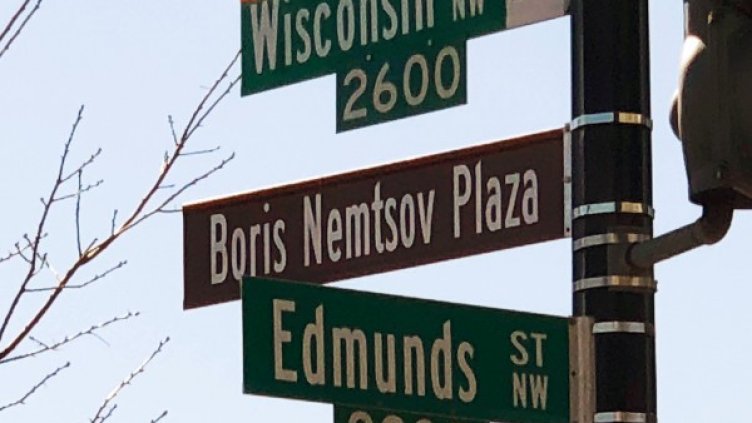 Wisconsin NW
2600
Boris Nemtsov Plaza
Edmunds ST
NW